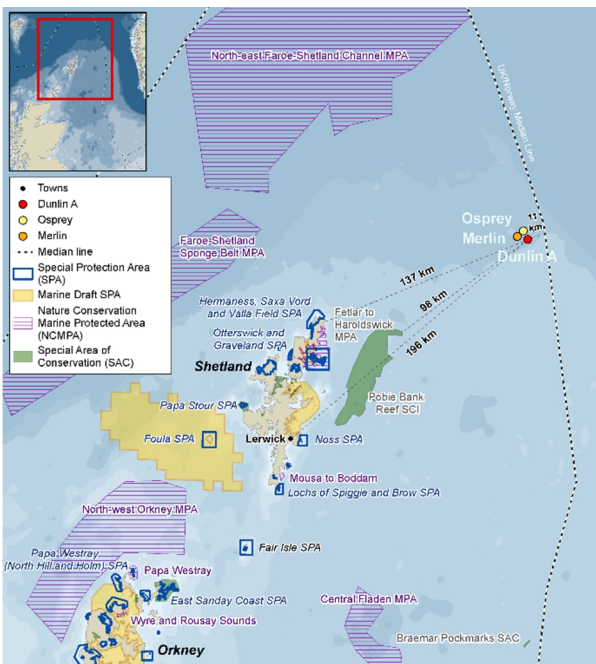 North-east Faroe-Shetland Channel MPA
UK/Norway Median Line
Towns
Dunlin A
Osprey
Merlin
Median line
Special Protection Area
(SPA)
Marine Draft SPA
Nature Conservation
Marine Protected Area
(NCMPA)
Special Area of
Conservation (SAC)
Osprey
Merlin
Dunlin A
11
km
137 km
98 km
196 km
Faroe-Shetland
Sponge Belt MPA
Hermaness, Saxa Vord
and Valla Field SPA
Fetlar to
Haroldswick
MPA
Otterswick and
Graveland SPA
Shetland
Pobie Bank
Reef SCI
Papa Stour SPA
Foula SPA
Lerwick
Noss SPA
Mousa to Boddam
Lochs of Spiggie and Brow SPA
North-west Orkney MPA
Fair Isle SPA
Papa Westray
(North Hill and Holm) SPA
Papa Westray
East Sanday Coast SPA
Central Fladen MPA
Wyre and Rousay Sounds
Braemar Pockmarks SAC
Orkney